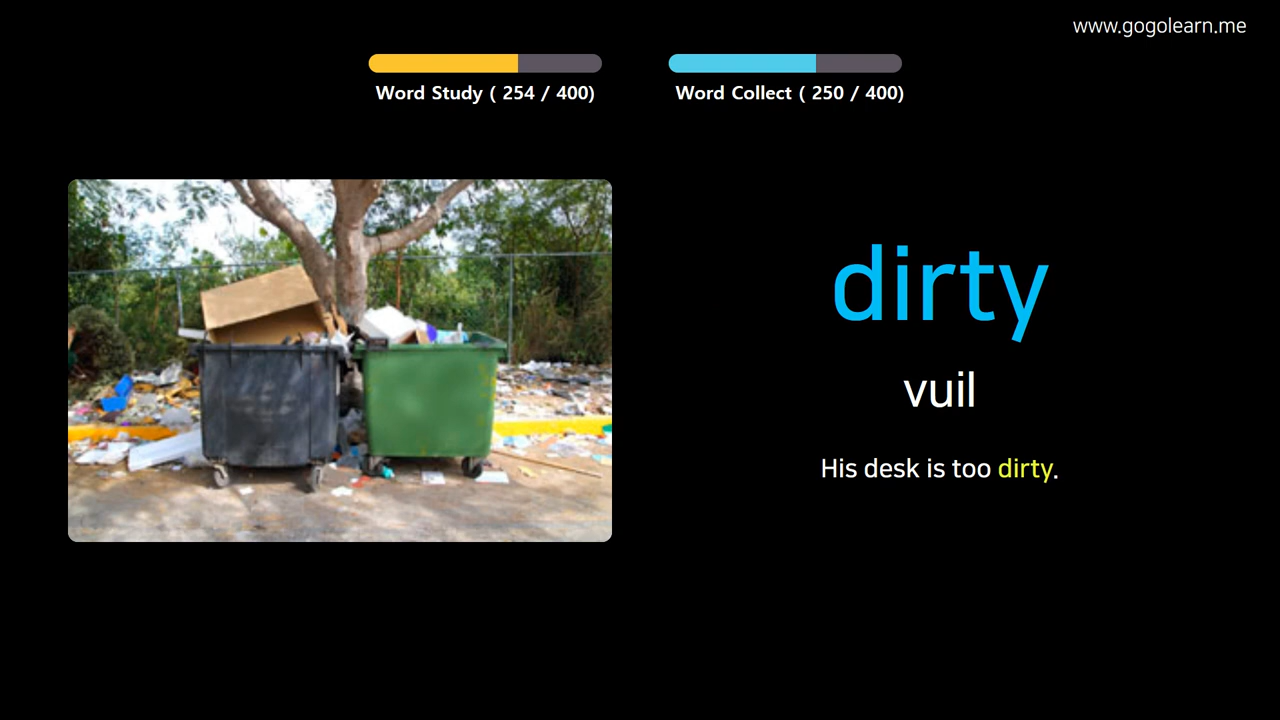 www.gogolearn.me
Word Study ( 254 / 400)
Word Collect ( 250 / 400)
dirty
vuil
His desk is too dirty.